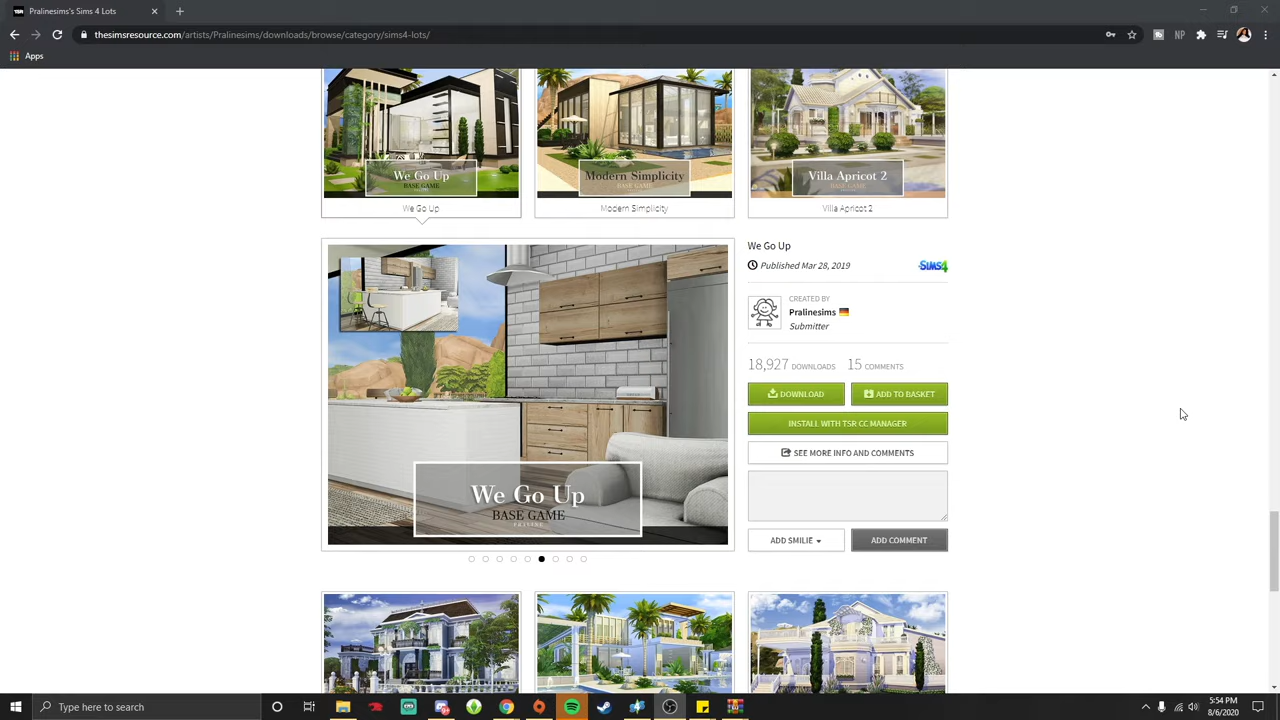 Pralinesims's Sims 4 Lots
thesimsresource.com/artists/Pralinesims/downloads/browse/category/sims4-lots/
NP
Apps
We Go Up
BASE GAME
Modern Simplicity
BASE GAME
Villa Apricot 2
BASE GAME
We Go Up
Modern Simplicity
Villa Apricot 2
We Go Up
BASE GAME
PRALINE
We Go Up
Published Mar 28, 2019
SIMS4
CREATED BY
Pralinesims
Submitter
18,927 DOWNLOADS 15 COMMENTS
DOWNLOAD
ADD TO BASKET
INSTALL WITH TSR CC MANAGER
SEE MORE INFO AND COMMENTS
ADD SMILIE
ADD COMMENT
Type here to search
5:54 PM
8/6/2020